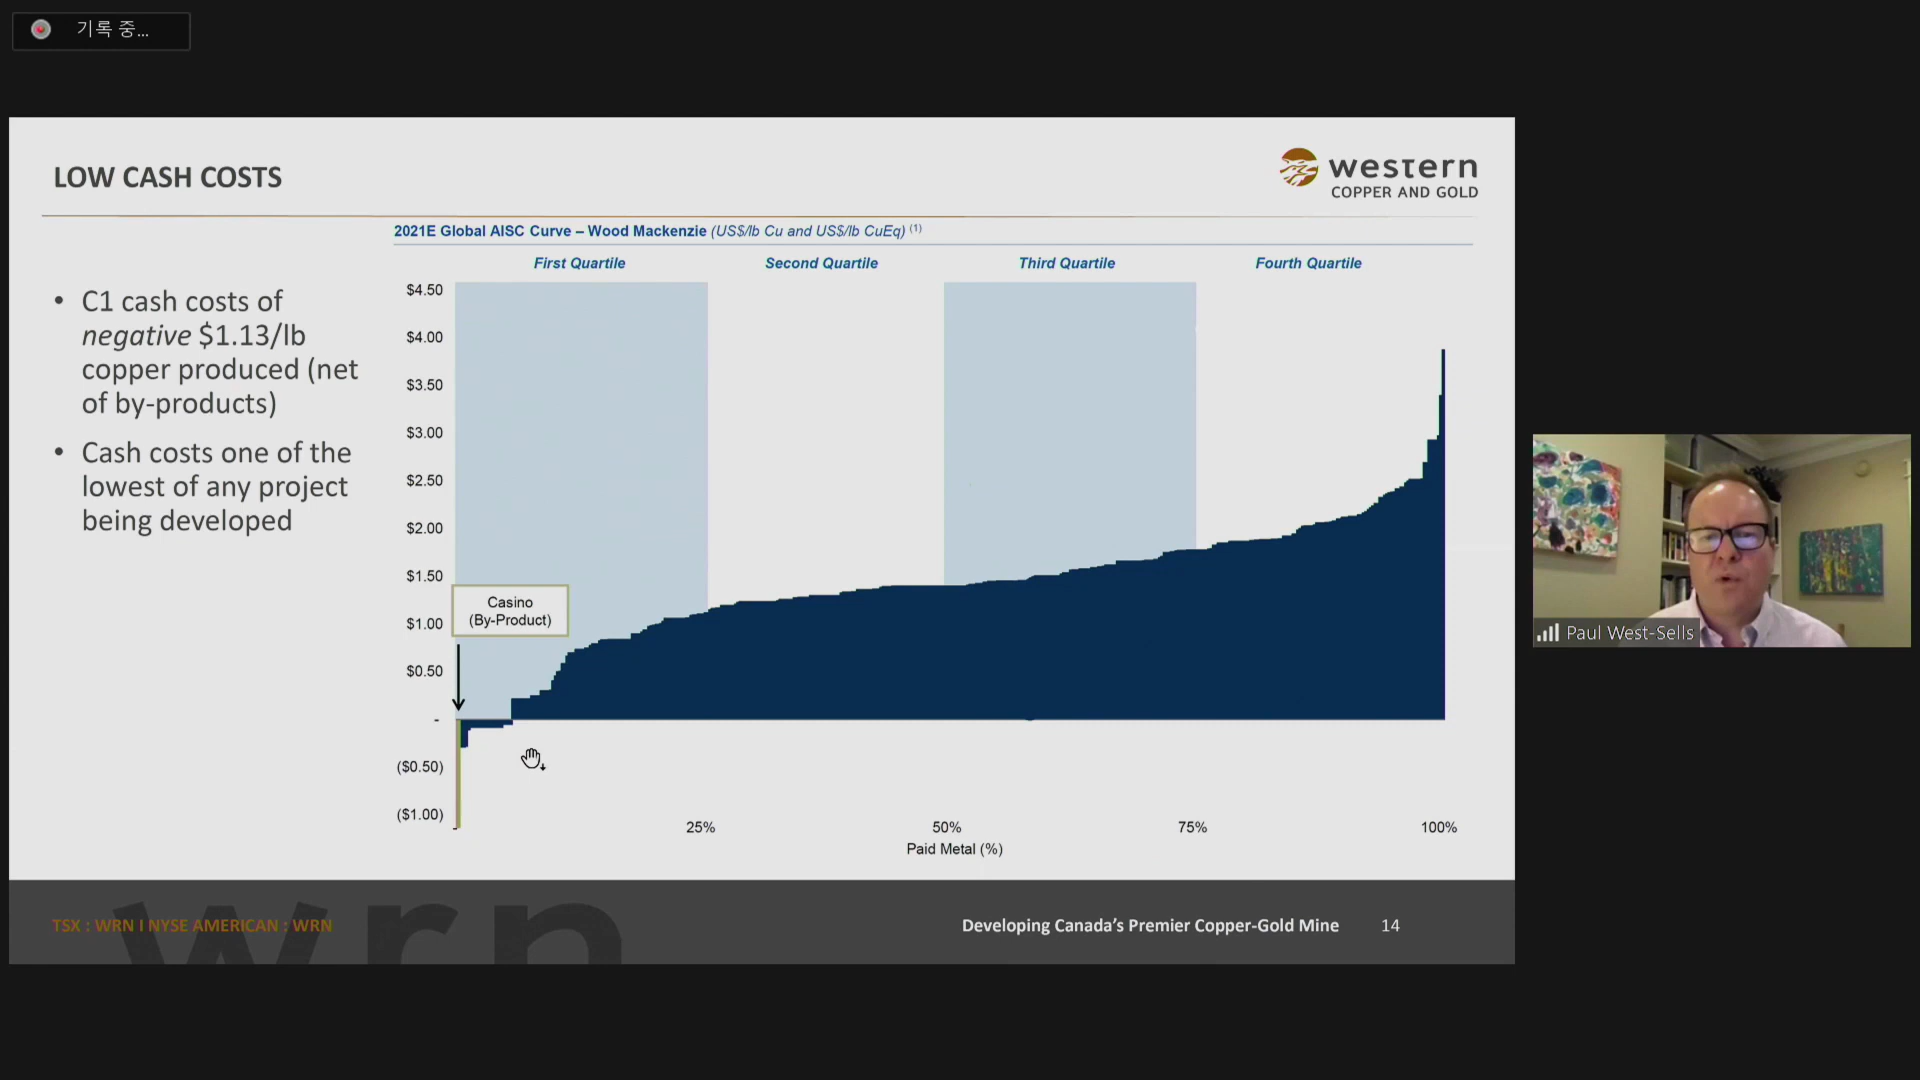 기록 중...
LOW CASH COSTS
western
COPPER AND GOLD
2021E Global AISC Curve – Wood Mackenzie (US$/lb Cu and US$/lb CuEq) (1)
First Quartile
Second Quartile
Third Quartile
Fourth Quartile
• C1 cash costs of
negative $1.13/lb
copper produced (net
of by-products)
• Cash costs one of the
lowest of any project
being developed
$4.50
$4.00
$3.50
$3.00
$2.50
$2.00
$1.50
$1.00
$0.50
-
($0.50)
($1.00)
Casino
(By-Product)
25%
50%
75%
100%
Paid Metal (%)
Paul West-Sells
wrn
TSX : WRN I NYSE AMERICAN : WRN
Developing Canada’s Premier Copper-Gold Mine
14